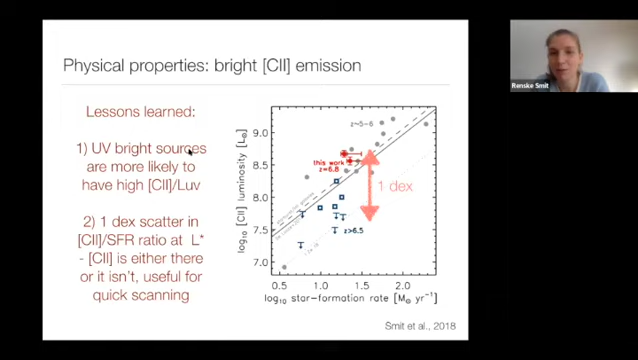 Physical properties: bright [CII] emission
Renske Smit
Lessons learned:
1) UV bright sources
are more likely to
have high [CII]/Luv
2) 1 dex scatter in
[CII]/SFR ratio at L*
- [CII] is either there
or it isn't, useful for
quick scanning
log₁₀ [CII] luminosity [L⊙]
9.0
8.5
8.0
7.5
7.0
z~5-6
this work
z=6.8
1 dex
z>6.5
0.5
1.0
1.5
2.0
log₁₀ star-formation rate [M⊙ yr⁻¹]
Smit et al., 2018